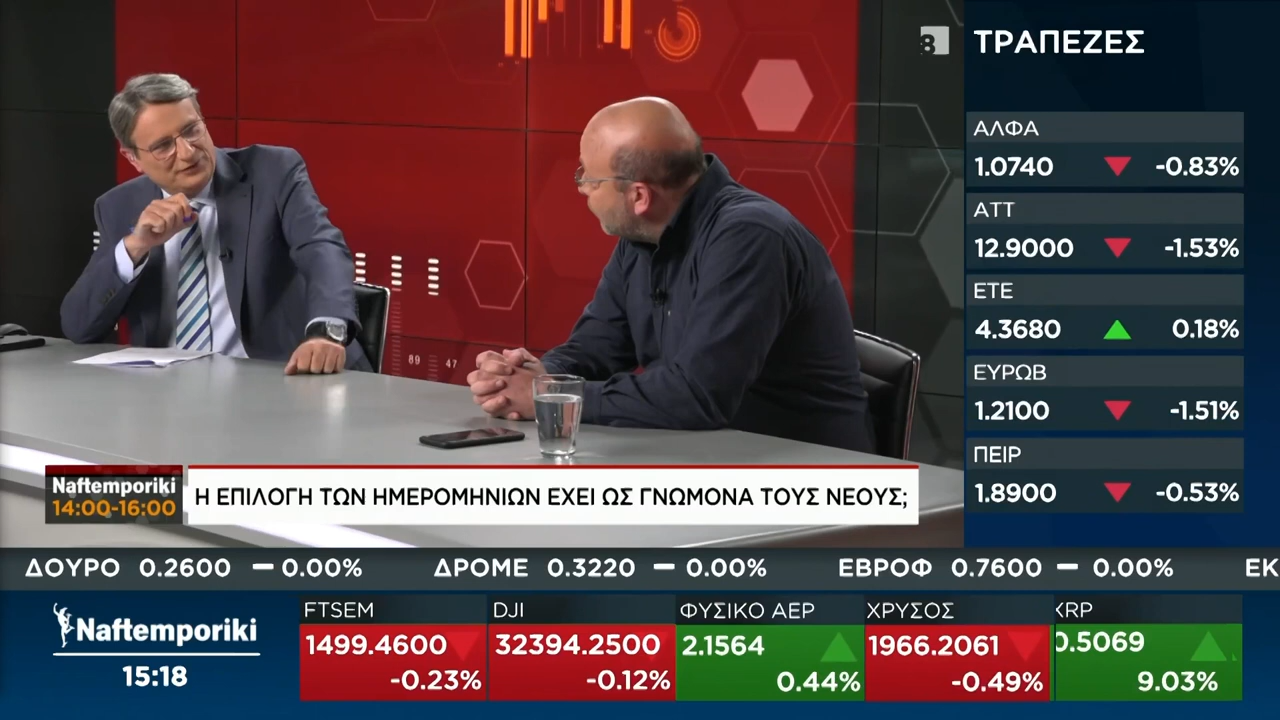 8
ΤΡΑΠΕΖΕΣ
ΑΛΦΑ
1.0740 -0.83%
ΑΤΤ
12.9000 -1.53%
ΕΤΕ
4.3680 0.18%
ΕΥΡΩΒ
1.2100 -1.51%
ΠΕΙΡ
1.8900 -0.53%
89 47
Naftemporiki
14:00-16:00
Η ΕΠΙΛΟΓΗ ΤΩΝ ΗΜΕΡΟΜΗΝΙΩΝ ΕΧΕΙ ΩΣ ΓΝΩΜΟΝΑ ΤΟΥΣ ΝΕΟΥΣ;
ΔΟΥΡΟ 0.2600 0.00% ΔΡΟΜΕ 0.3220 0.00% ΕΒΡΟΦ 0.7600 0.00% ΕΚ
Naftemporiki
15:18
FTSEM
1499.4600
-0.23%
DJI
32394.2500
-0.12%
ΦΥΣΙΚΟ ΑΕΡ
2.1564
0.44%
ΧΡΥΣΟΣ
1966.2061
-0.49%
XRP
0.5069
9.03%